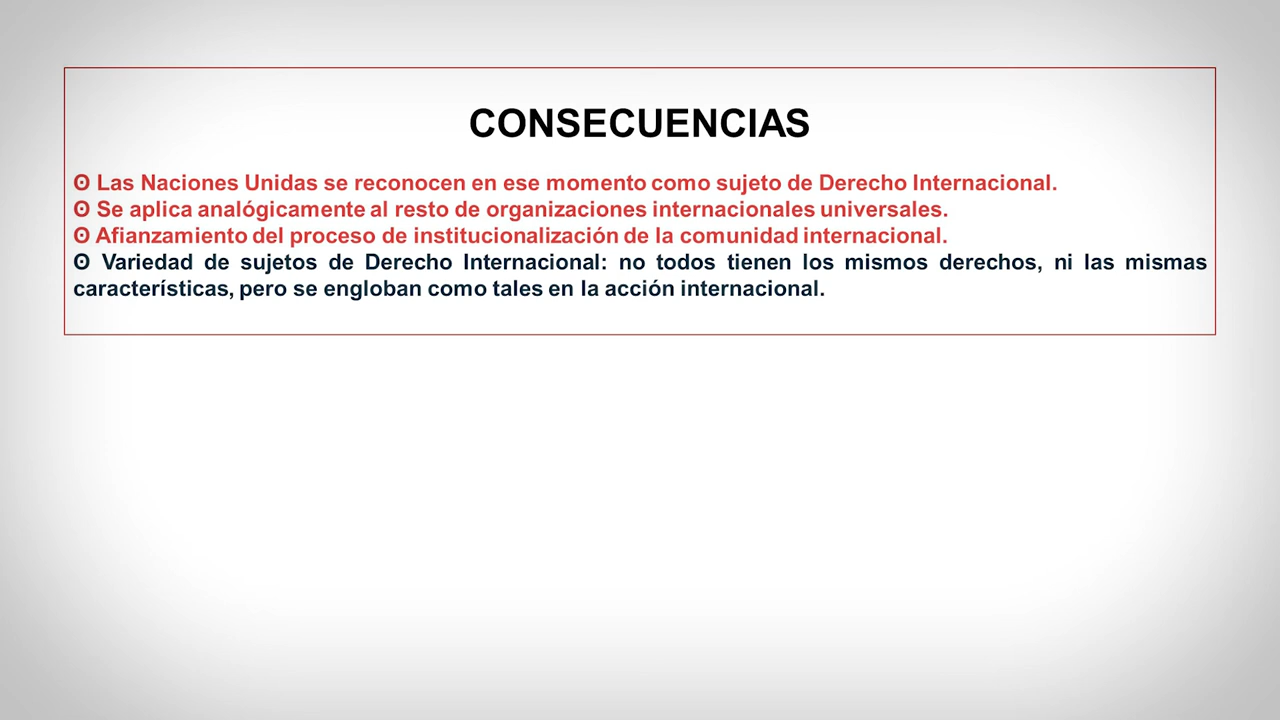 CONSECUENCIAS
ʘ Las Naciones Unidas se reconocen en ese momento como sujeto de Derecho Internacional.
ʘ Se aplica analógicamente al resto de organizaciones internacionales universales.
ʘ Afianzamiento del proceso de institucionalización de la comunidad internacional.
ʘ Variedad de sujetos de Derecho Internacional: no todos tienen los mismos derechos, ni las mismas
características, pero se engloban como tales en la acción internacional.